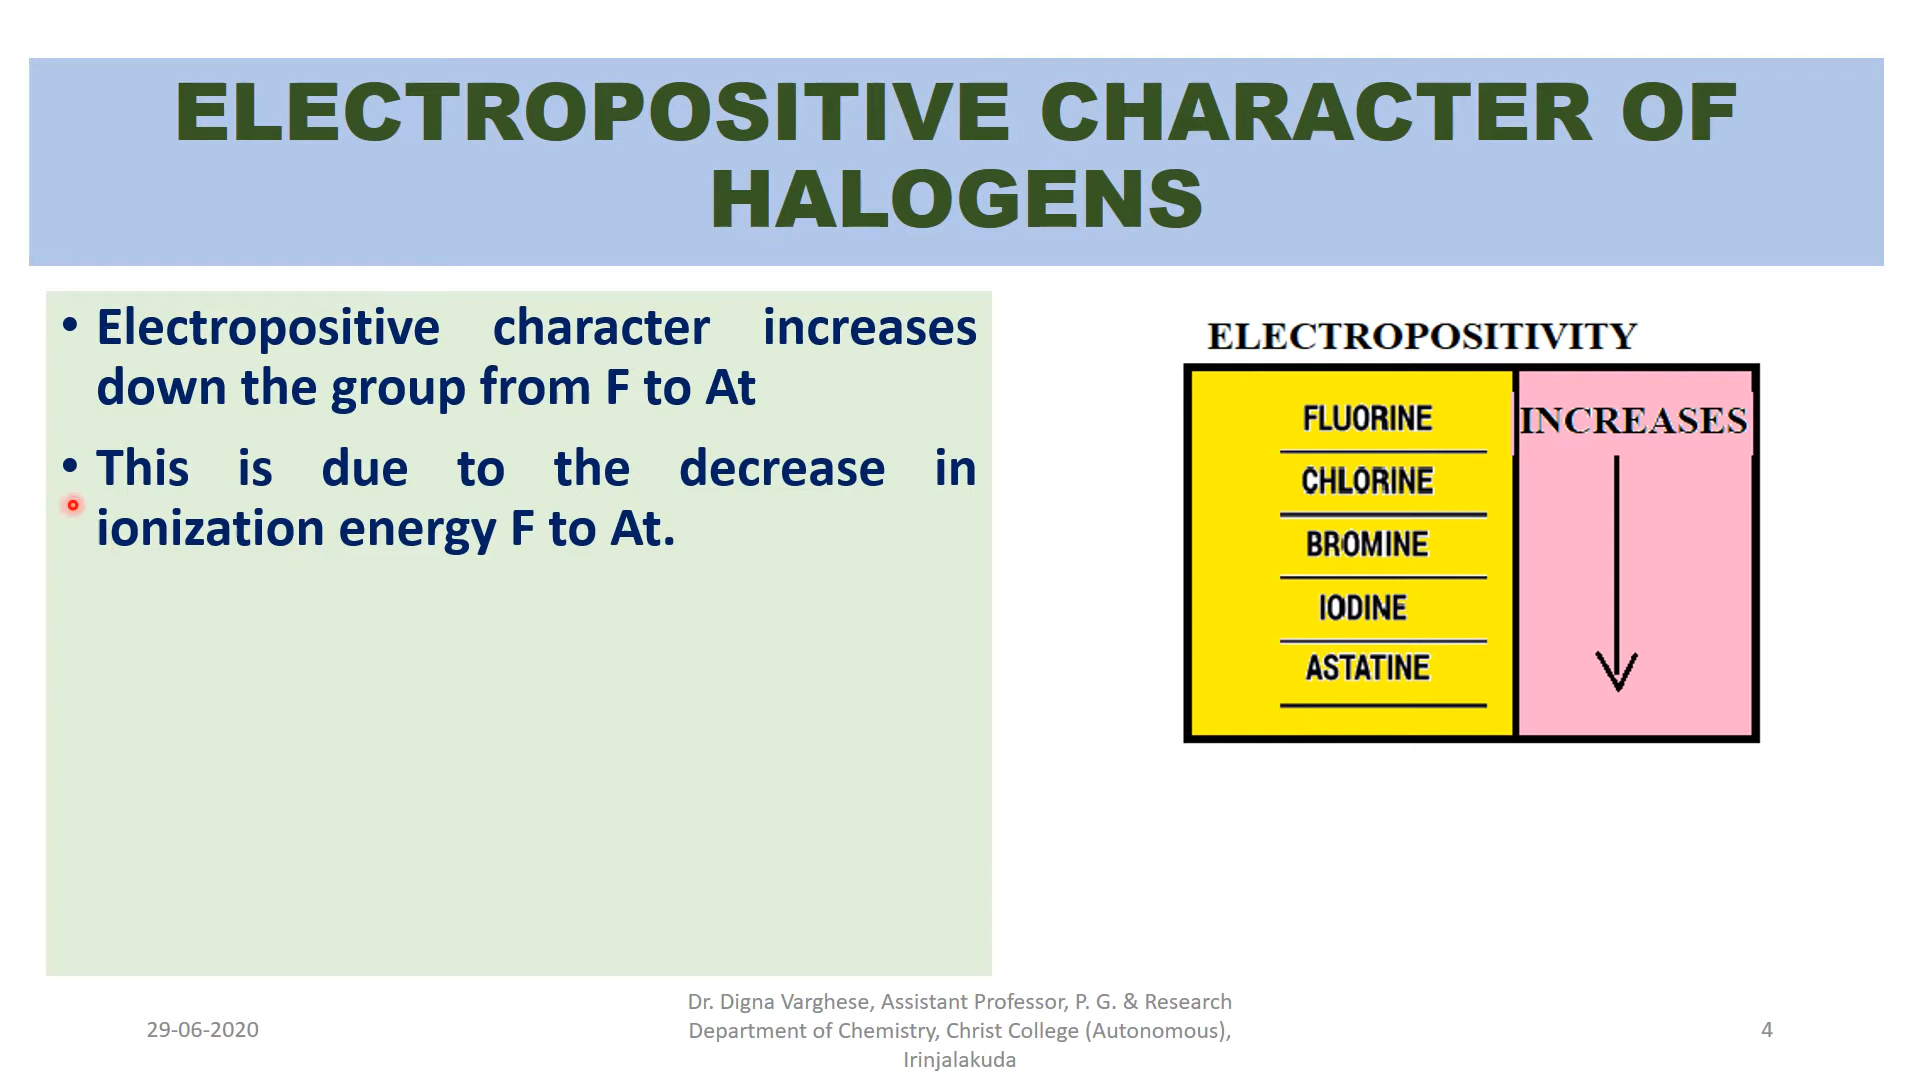 ELECTROPOSITIVE CHARACTER OF
HALOGENS
• Electropositive character increases
down the group from F to At
• This is due to the decrease in
ionization energy F to At.
ELECTROPOSITIVITY
FLUORINE
INCREASES
CHLORINE
BROMINE
IODINE
ASTATINE
29-06-2020
Dr. Digna Varghese, Assistant Professor, P. G. & Research
Department of Chemistry, Christ College (Autonomous),
Irinjalakuda
4